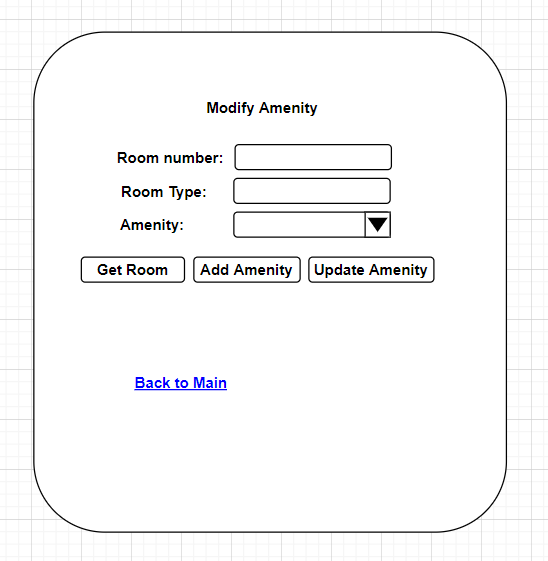 Modify Amenity
Room number:
Room Type:
Amenity:
Get Room Add Amenity Update Amenity
Back to Main